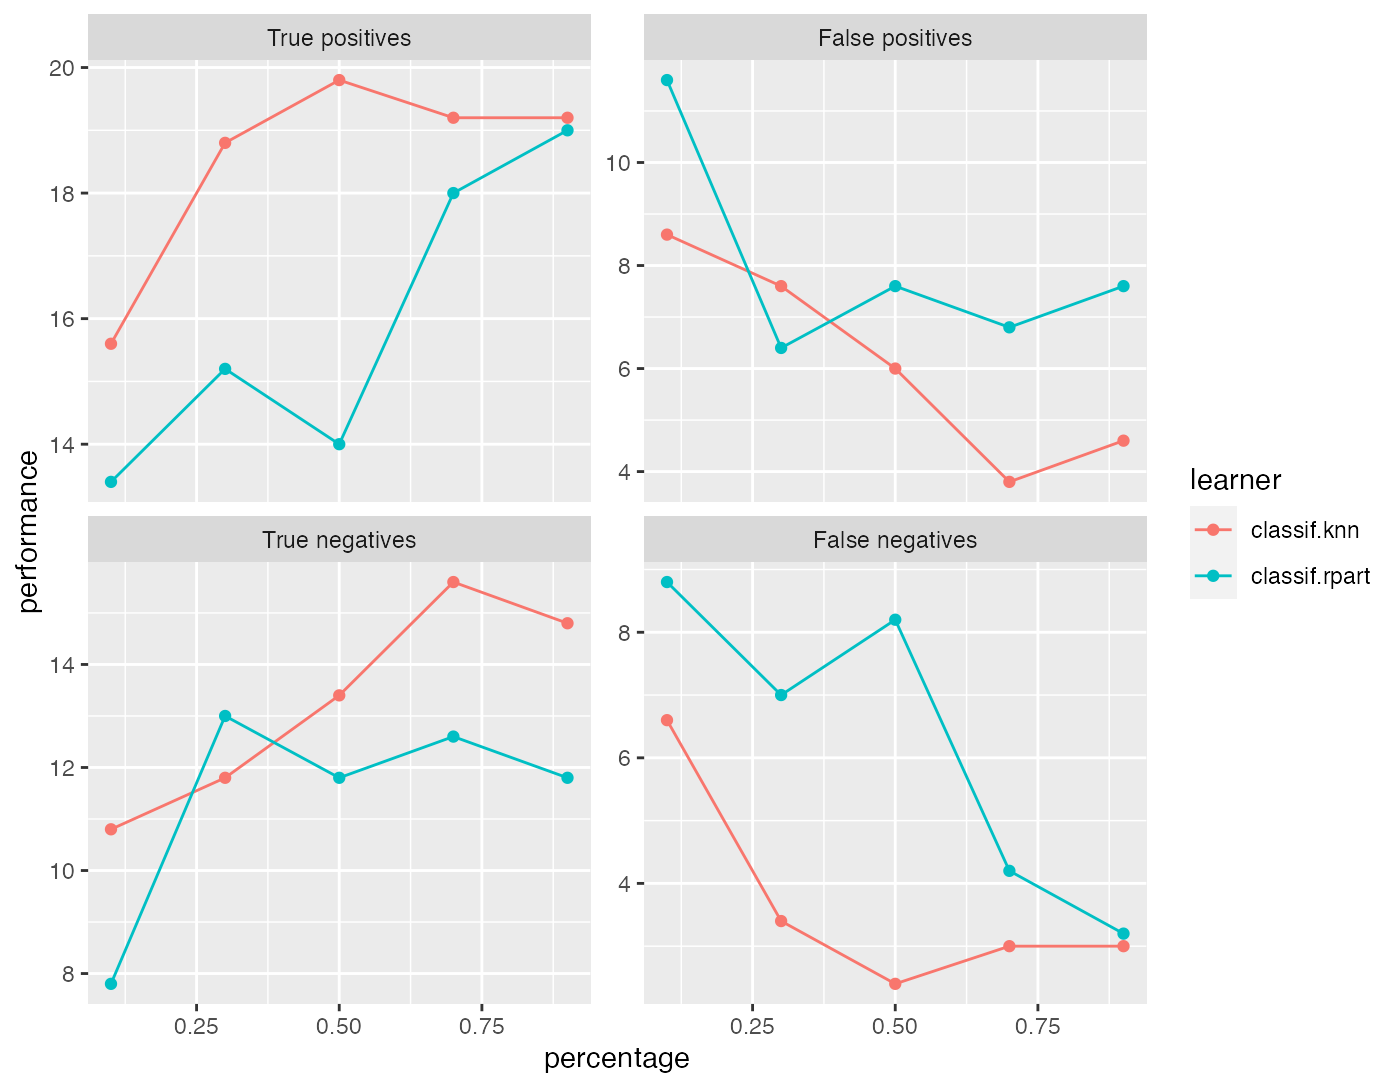 True positives
False positives
20
18
16
14
10
8
6
4
performance
True negatives
False negatives
14
12
10
8
8
6
4
0.25
0.50
0.75
0.25
0.50
0.75
percentage
learner
classif.knn
classif.rpart